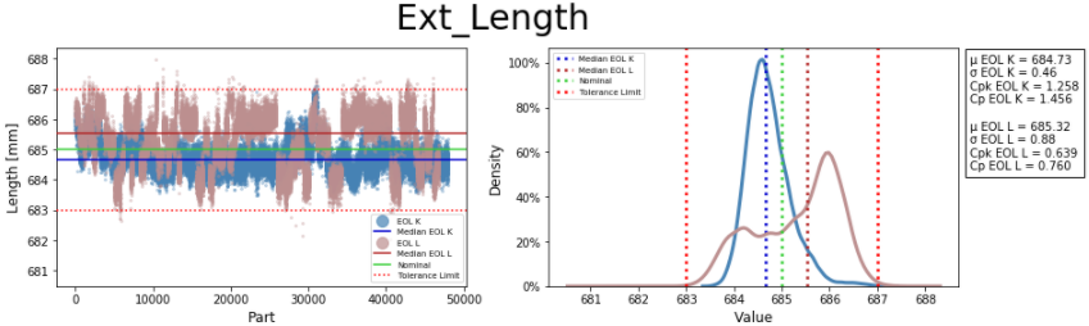 Ext_Length
688
687
686
685
684
683
682
681
Length [mm]
0
10000
20000
30000
40000
50000
Part
EOL K
Median EOL K
EOL L
Median EOL L
Nominal
Tolerance Limit
100%
80%
60%
40%
20%
0%
Density
681
682
683
684
685
686
687
688
Value
Median EOL K
Median EOL L
Nominal
Tolerance Limit
μ EOL K = 684.73
σ EOL K = 0.46
Cpk EOL K = 1.258
Cp EOL K = 1.456
μ EOL L = 685.32
σ EOL L = 0.88
Cpk EOL L = 0.639
Cp EOL L = 0.760